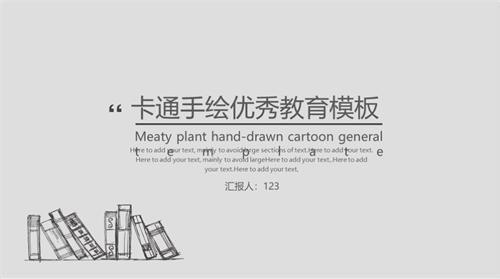 “ 卡通手绘优秀教育模板
Meaty plant hand-drawn cartoon general
template
Here to add your text, mainly to avoid large sections of text.Here to add your text.
Here to add your text, mainly to avoid largeHere to add your text,.Here to add
your text.Here to add your text,
汇报人：123